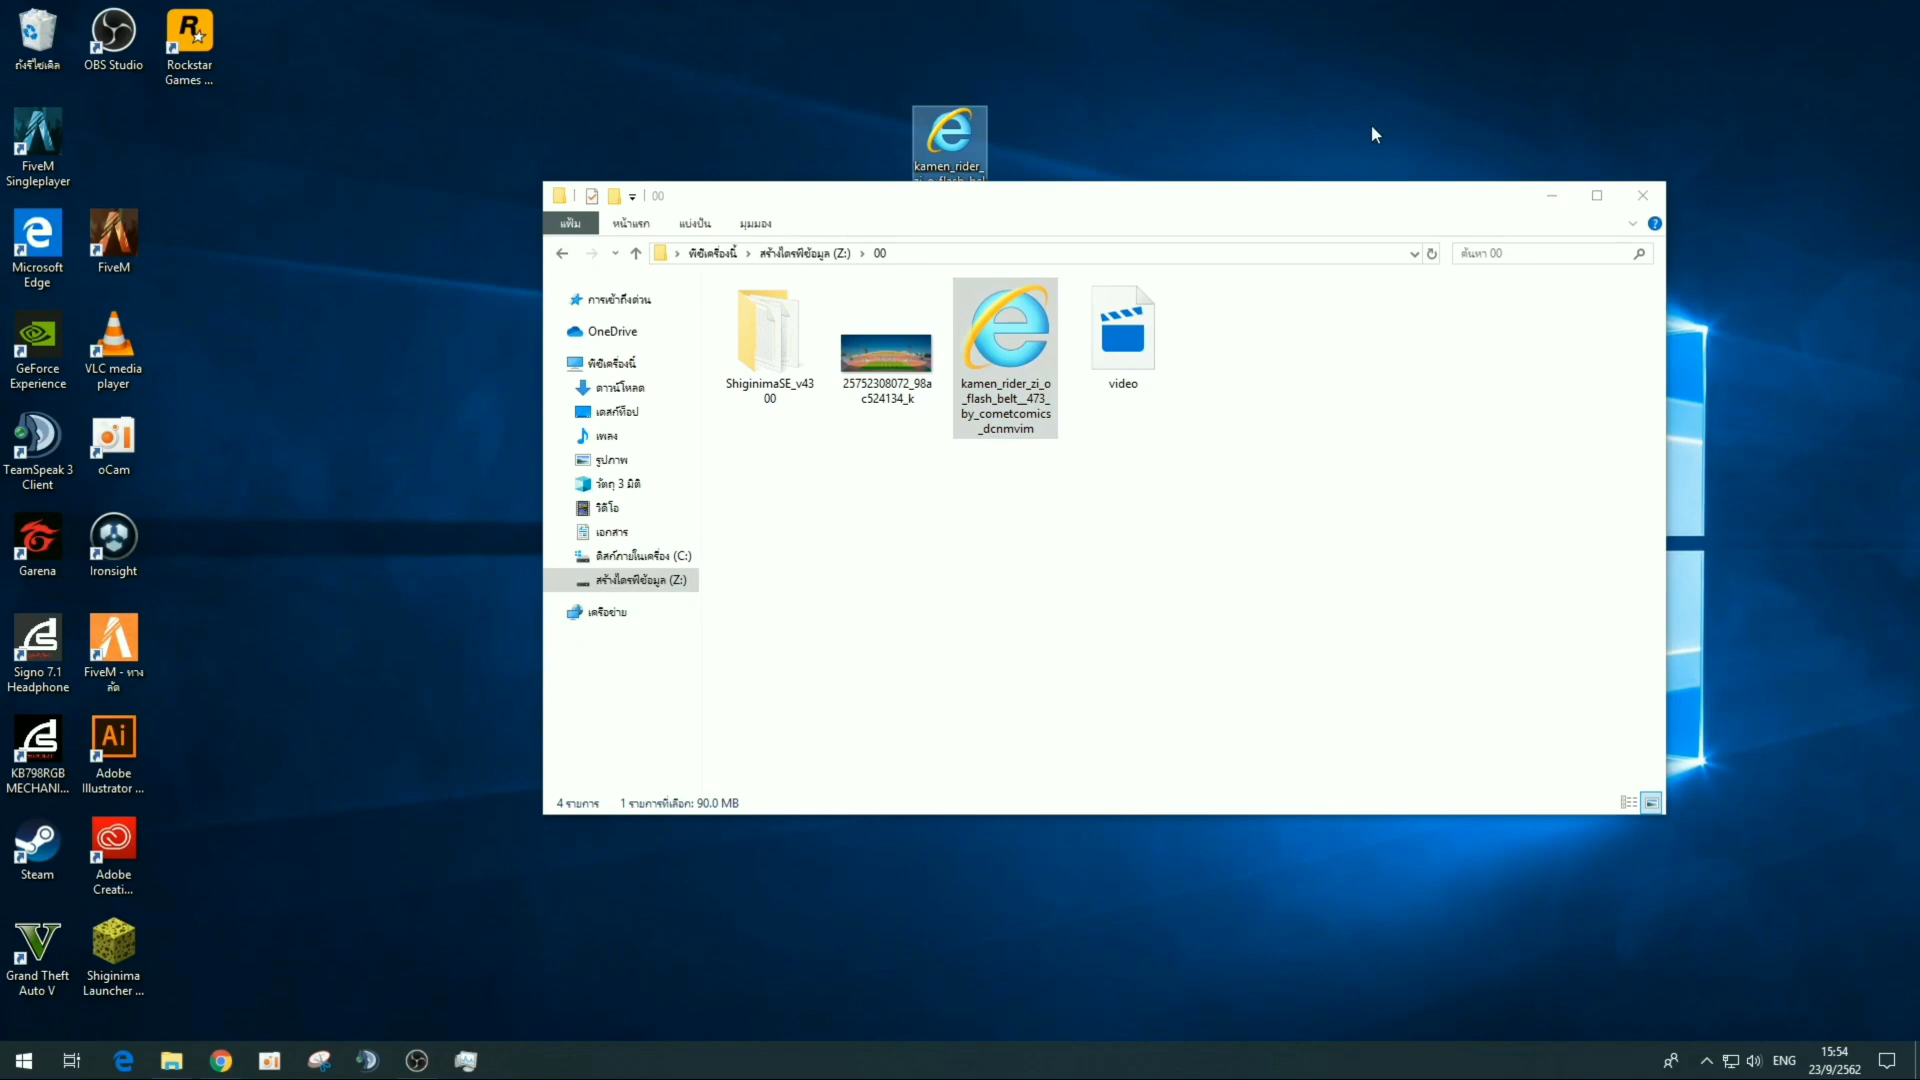 ถังรีไซเคิล
OBS Studio
Rockstar
Games ...
FiveM
Singleplayer
Microsoft
Edge
FiveM
GeForce
Experience
VLC media
player
TeamSpeak 3
Client
oCam
Garena
Ironsight
Signo 7.1
Headphone
FiveM - ทาง
ลัด
KB798RGB
MECHANI...
Ai
Adobe
Illustrator ...
Steam
Adobe
Creati...
Grand Theft
Auto V
Shiginima
Launcher ...
kamen_rider_
00
แฟ้ม
หน้าแรก
แบ่งปัน
มุมมอง
พีซีเครื่องนี้ › สร้างไดรฟ์ข้อมูล (Z:) › 00
ค้นหา 00
การเข้าถึงด่วน
OneDrive
พีซีเครื่องนี้
ดาวน์โหลด
เดสก์ท็อป
เพลง
รูปภาพ
วัตถุ 3 มิติ
วิดีโอ
เอกสาร
ดิสก์ภายในเครื่อง (C:)
สร้างไดรฟ์ข้อมูล (Z:)
เครือข่าย
ShiginimaSE_v43
00
25752308072_98a
c524134_k
kamen_rider_zi_o
_flash_belt__473_
by_cometcomics
_dcnmvim
video
4 รายการ
1 รายการที่เลือก: 90.0 MB
ENG
15:54
23/9/2562